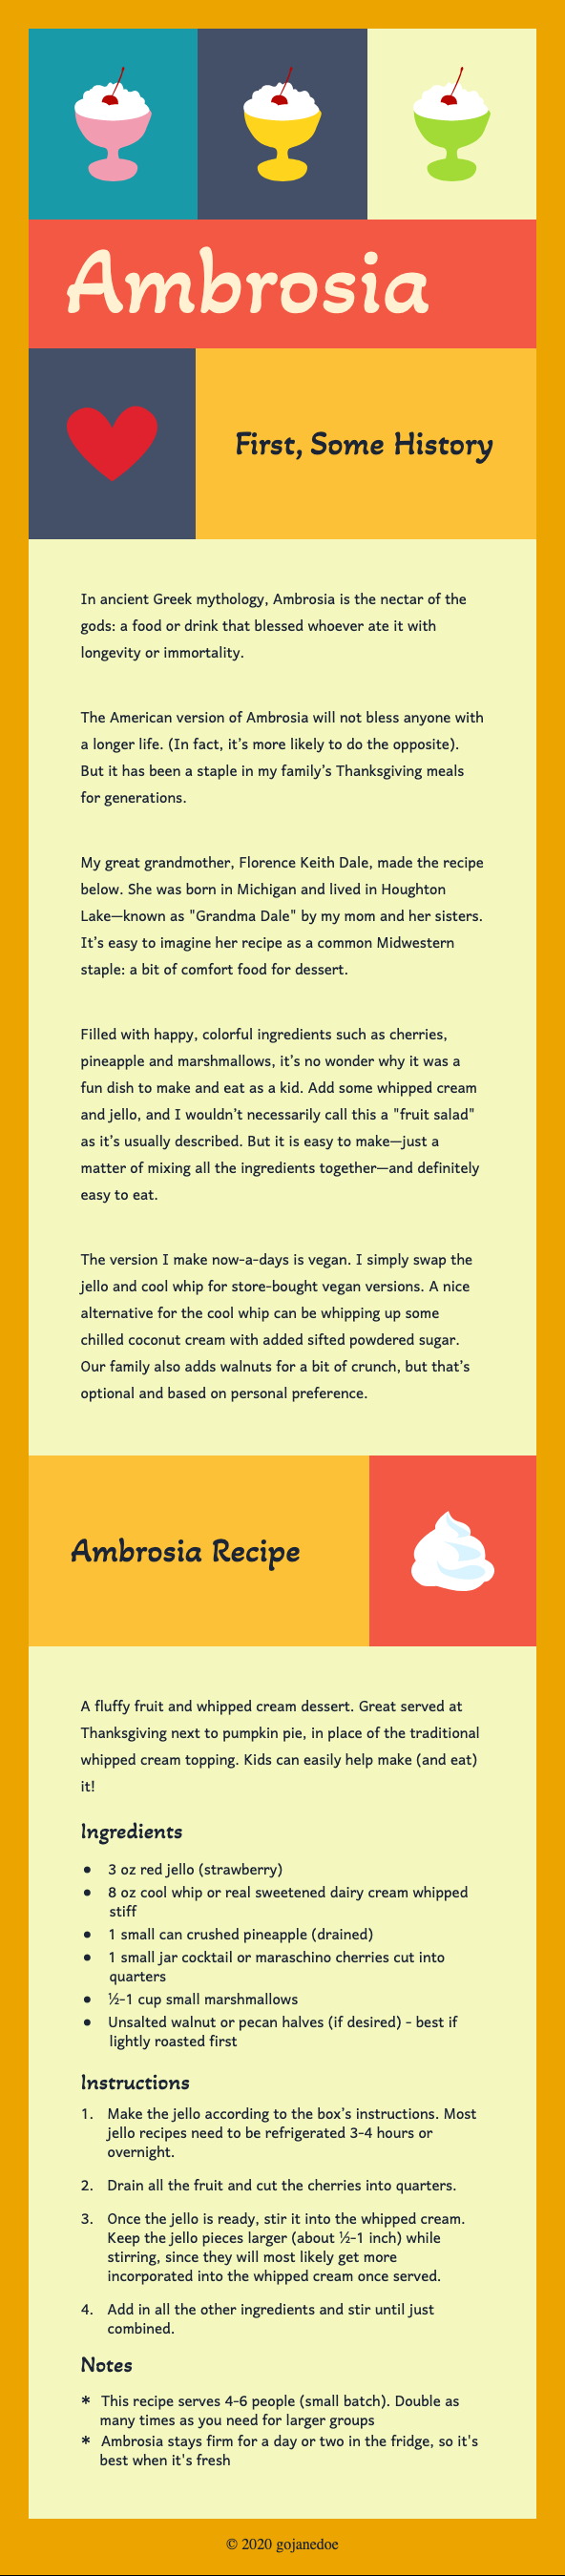 Ambrosia
First, Some History
In ancient Greek mythology, Ambrosia is the nectar of the
gods: a food or drink that blessed whoever ate it with
longevity or immortality.
The American version of Ambrosia will not bless anyone with
a longer life. (In fact, it's more likely to do the opposite).
But it has been a staple in my family's Thanksgiving meals
for generations.
My great grandmother, Florence Keith Dale, made the recipe
below. She was born in Michigan and lived in Houghton
Lake—known as "Grandma Dale" by my mom and her sisters.
It's easy to imagine her recipe as a common Midwestern
staple: a bit of comfort food for dessert.
Filled with happy, colorful ingredients such as cherries,
pineapple and marshmallows, it's no wonder why it was a
fun dish to make and eat as a kid. Add some whipped cream
and jello, and I wouldn't necessarily call this a "fruit salad"
as it's usually described. But it is easy to make—just a
matter of mixing all the ingredients together—and definitely
easy to eat.
The version I make now-a-days is vegan. I simply swap the
jello and cool whip for store-bought vegan versions. A nice
alternative for the cool whip can be whipping up some
chilled coconut cream with added sifted powdered sugar.
Our family also adds walnuts for a bit of crunch, but that's
optional and based on personal preference.
Ambrosia Recipe
A fluffy fruit and whipped cream dessert. Great served at
Thanksgiving next to pumpkin pie, in place of the traditional
whipped cream topping. Kids can easily help make (and eat)
it!
Ingredients
● 3 oz red jello (strawberry)
● 8 oz cool whip or real sweetened dairy cream whipped
stiff
● 1 small can crushed pineapple (drained)
● 1 small jar cocktail or maraschino cherries cut into
quarters
● ½-1 cup small marshmallows
● Unsalted walnut or pecan halves (if desired) - best if
lightly roasted first
Instructions
1. Make the jello according to the box's instructions. Most
jello recipes need to be refrigerated 3-4 hours or
overnight.
2. Drain all the fruit and cut the cherries into quarters.
3. Once the jello is ready, stir it into the whipped cream.
Keep the jello pieces larger (about ½-1 inch) while
stirring, since they will most likely get more
incorporated into the whipped cream once served.
4. Add in all the other ingredients and stir until just
combined.
Notes
* This recipe serves 4-6 people (small batch). Double as
many times as you need for larger groups
* Ambrosia stays firm for a day or two in the fridge, so it's
best when it's fresh
© 2020 gojanedoe